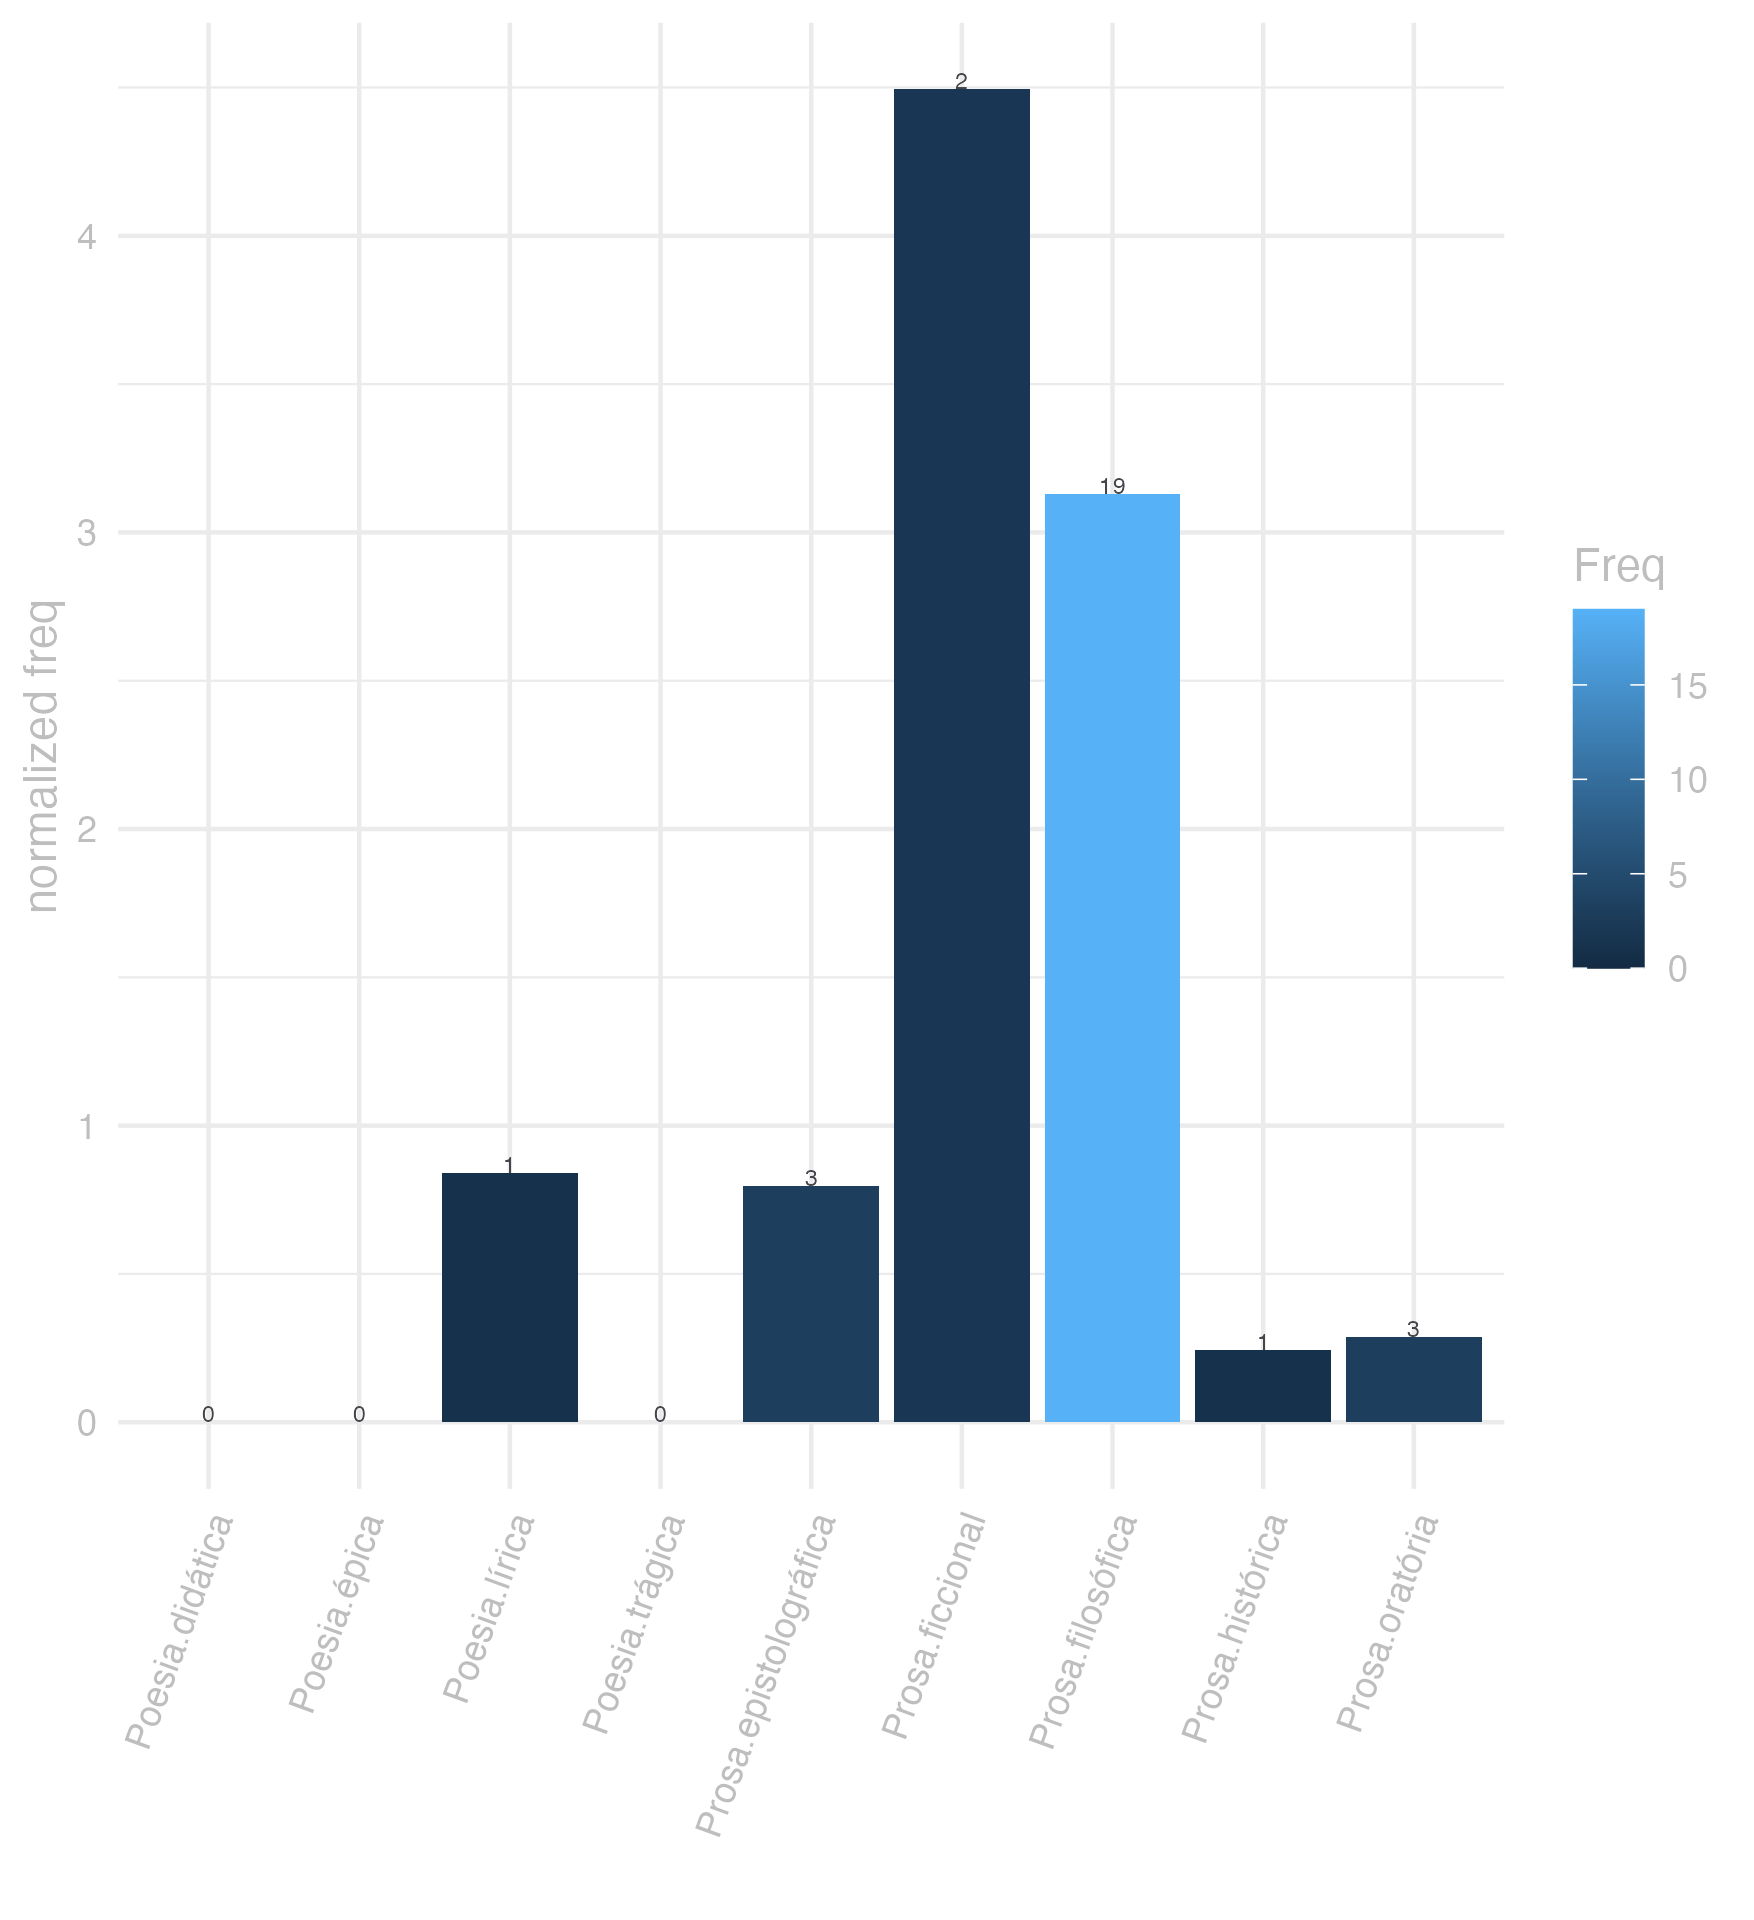 normalized freq
4
3
2
1
0
0
0
1
0
3
2
19
1
3
Poesia.didática
Poesia.épica
Poesia.lírica
Poesia.trágica
Prosa.epistolográfica
Prosa.ficcional
Prosa.filosófica
Prosa.histórica
Prosa.oratória
Freq
15
10
5
0